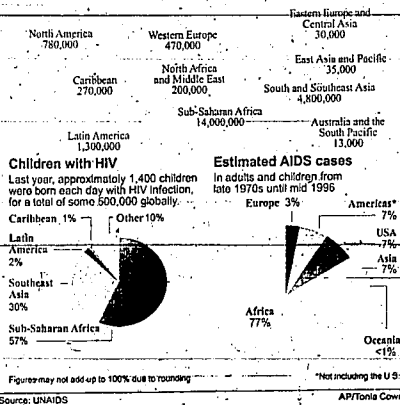 Eastern Europe and
Central Asia
30,000
North America
780,000
Western Europe
470,000
East Asia and Pacific
35,000
North Africa
and Middle East
200,000
Caribbean
270,000
South and Southeast Asia
4,800,000
Sub-Saharan Africa
14,000,000
Australia and the
South Pacific
13,000
Latin America
1,300,000
Children with HIV
Last year, approximately 1,400 children
were born each day with HIV infection,
for a total of some 500,000 globally.
Caribbean 1%
Other 10%
Latin
America
2%
Southeast
Asia
30%
Sub-Saharan Africa
57%
Estimated AIDS cases
In adults and children from
late 1970s until mid 1996
Europe 3%
Americas*
7%
USA
7%
Asia
7%
Africa
77%
Oceania
<1%
Figures may not add up to 100% due to rounding
*Not including the U.S.
Source: UNAIDS
AP/Tonia Cow